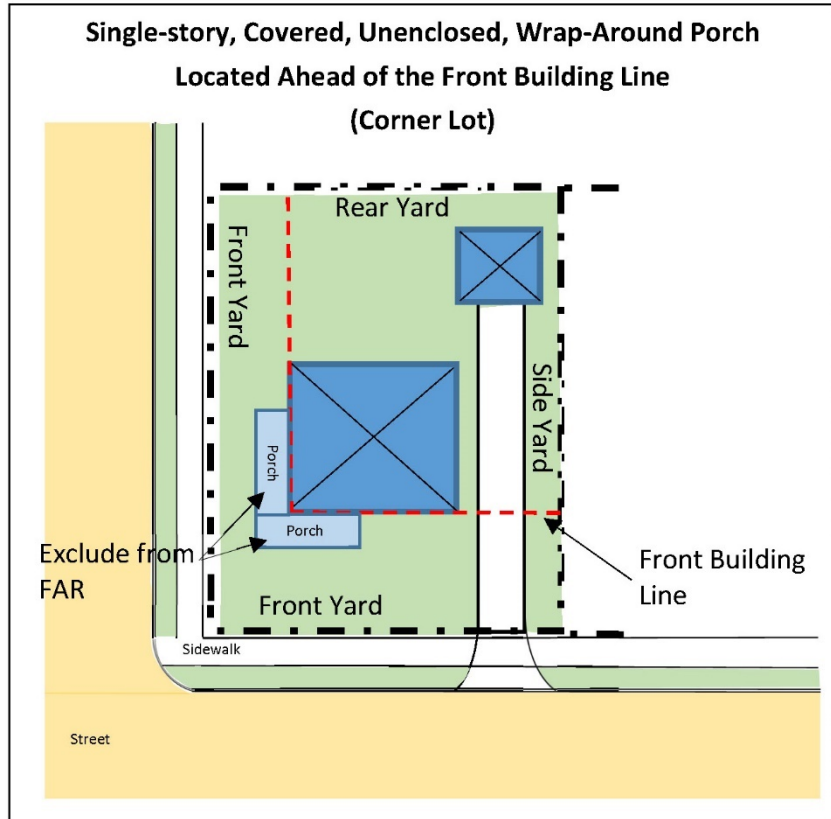 Single-story, Covered, Unenclosed, Wrap-Around Porch
Located Ahead of the Front Building Line
(Corner Lot)
Rear Yard
Front Yard
Side Yard
Porch
Porch
Exclude from
FAR
Front Building
Line
Front Yard
Sidewalk
Street